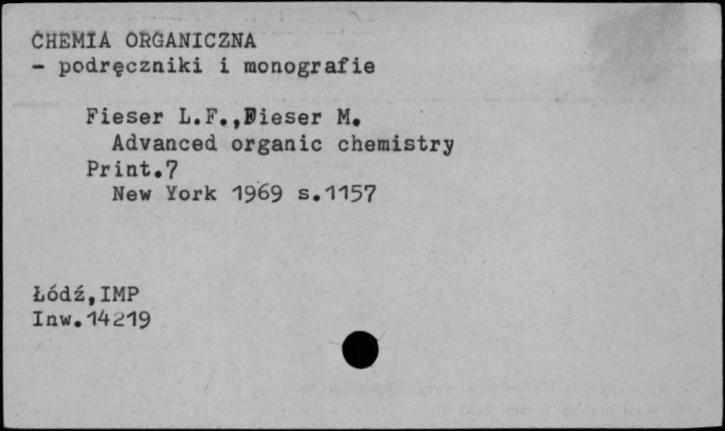 CHEMIA ORGANICZNA
- podręczniki i monografie
Fieser L.F.,Fieser M.
Advanced organic chemistry
Print.7
New York 1969 s.1157
Łódź,IMP
Inw.14219